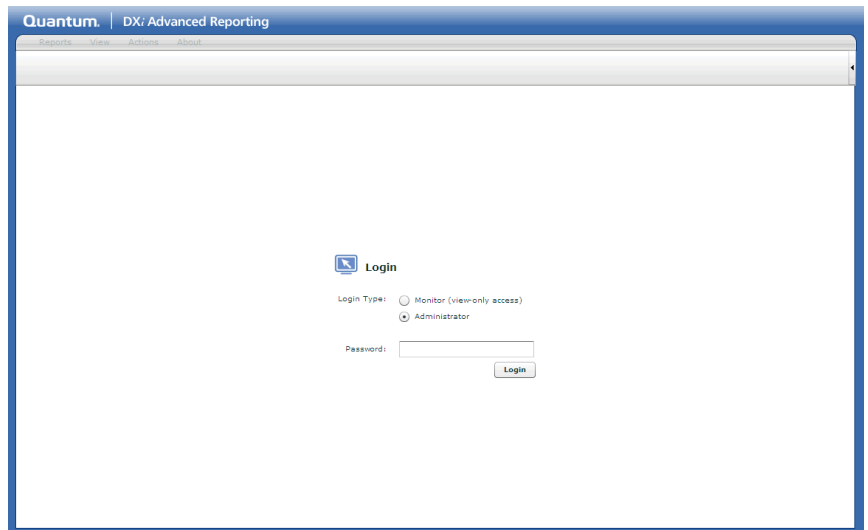 Quantum. DXi Advanced Reporting
Reports View Actions About
Login
Login Type: Monitor (view-only access)
Administrator
Password:
Login